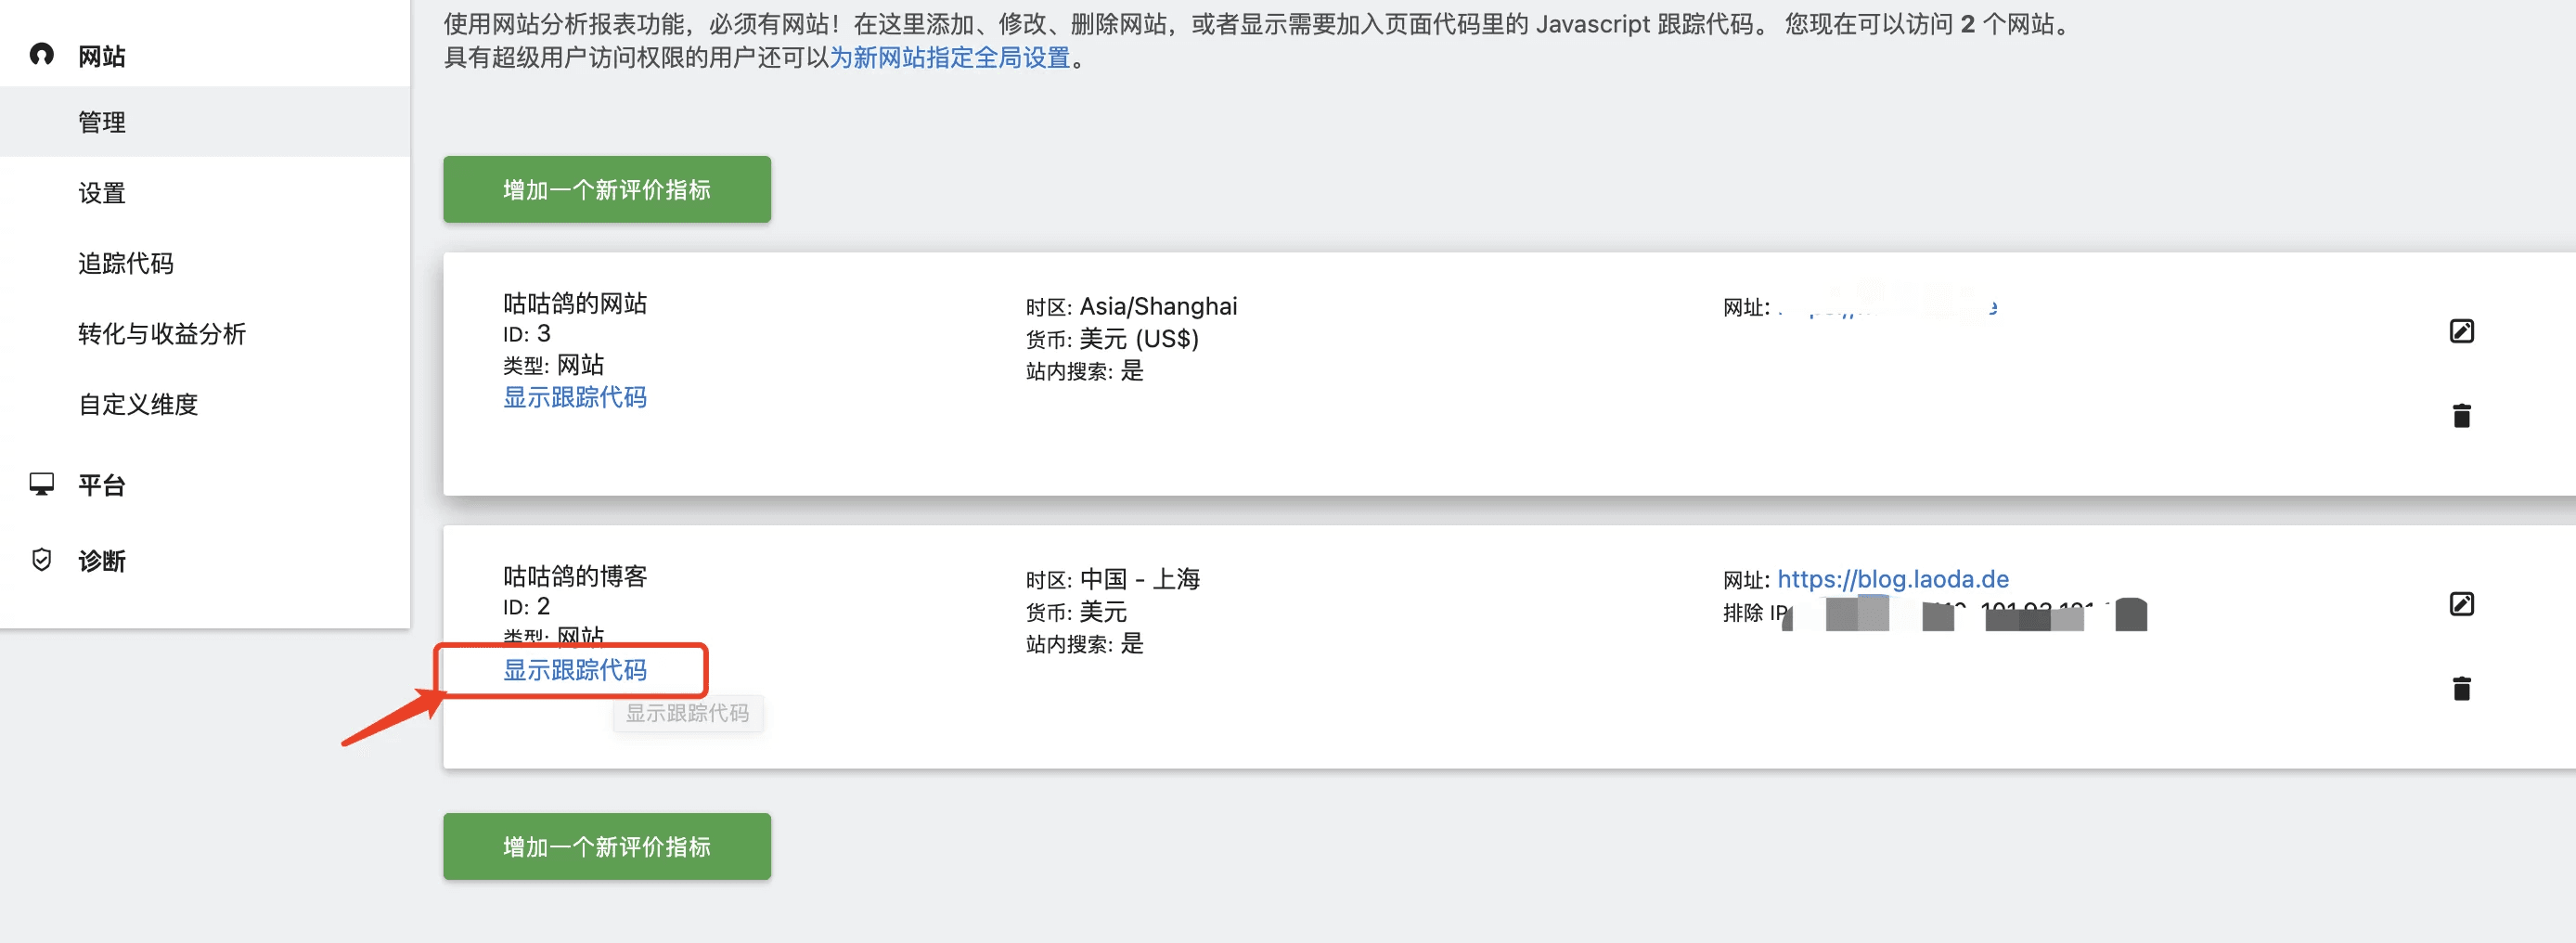 使用网站分析报表功能，必须有网站！在这里添加、修改、删除网站，或者显示需要加入页面代码里的 Javascript 跟踪代码。 您现在可以访问 2 个网站。
具有超级用户访问权限的用户还可以为新网站指定全局设置。
网站
管理
设置
追踪代码
转化与收益分析
自定义维度
平台
诊断
增加一个新评价指标
咕咕鸽的网站
ID: 3
类型: 网站
显示跟踪代码
时区: Asia/Shanghai
货币: 美元 (US$)
站内搜索: 是
网址:
咕咕鸽的博客
ID: 2
类型: 网站
显示跟踪代码
显示跟踪代码
时区: 中国 - 上海
货币: 美元
站内搜索: 是
网址: https://blog.laoda.de
排除 IP
增加一个新评价指标